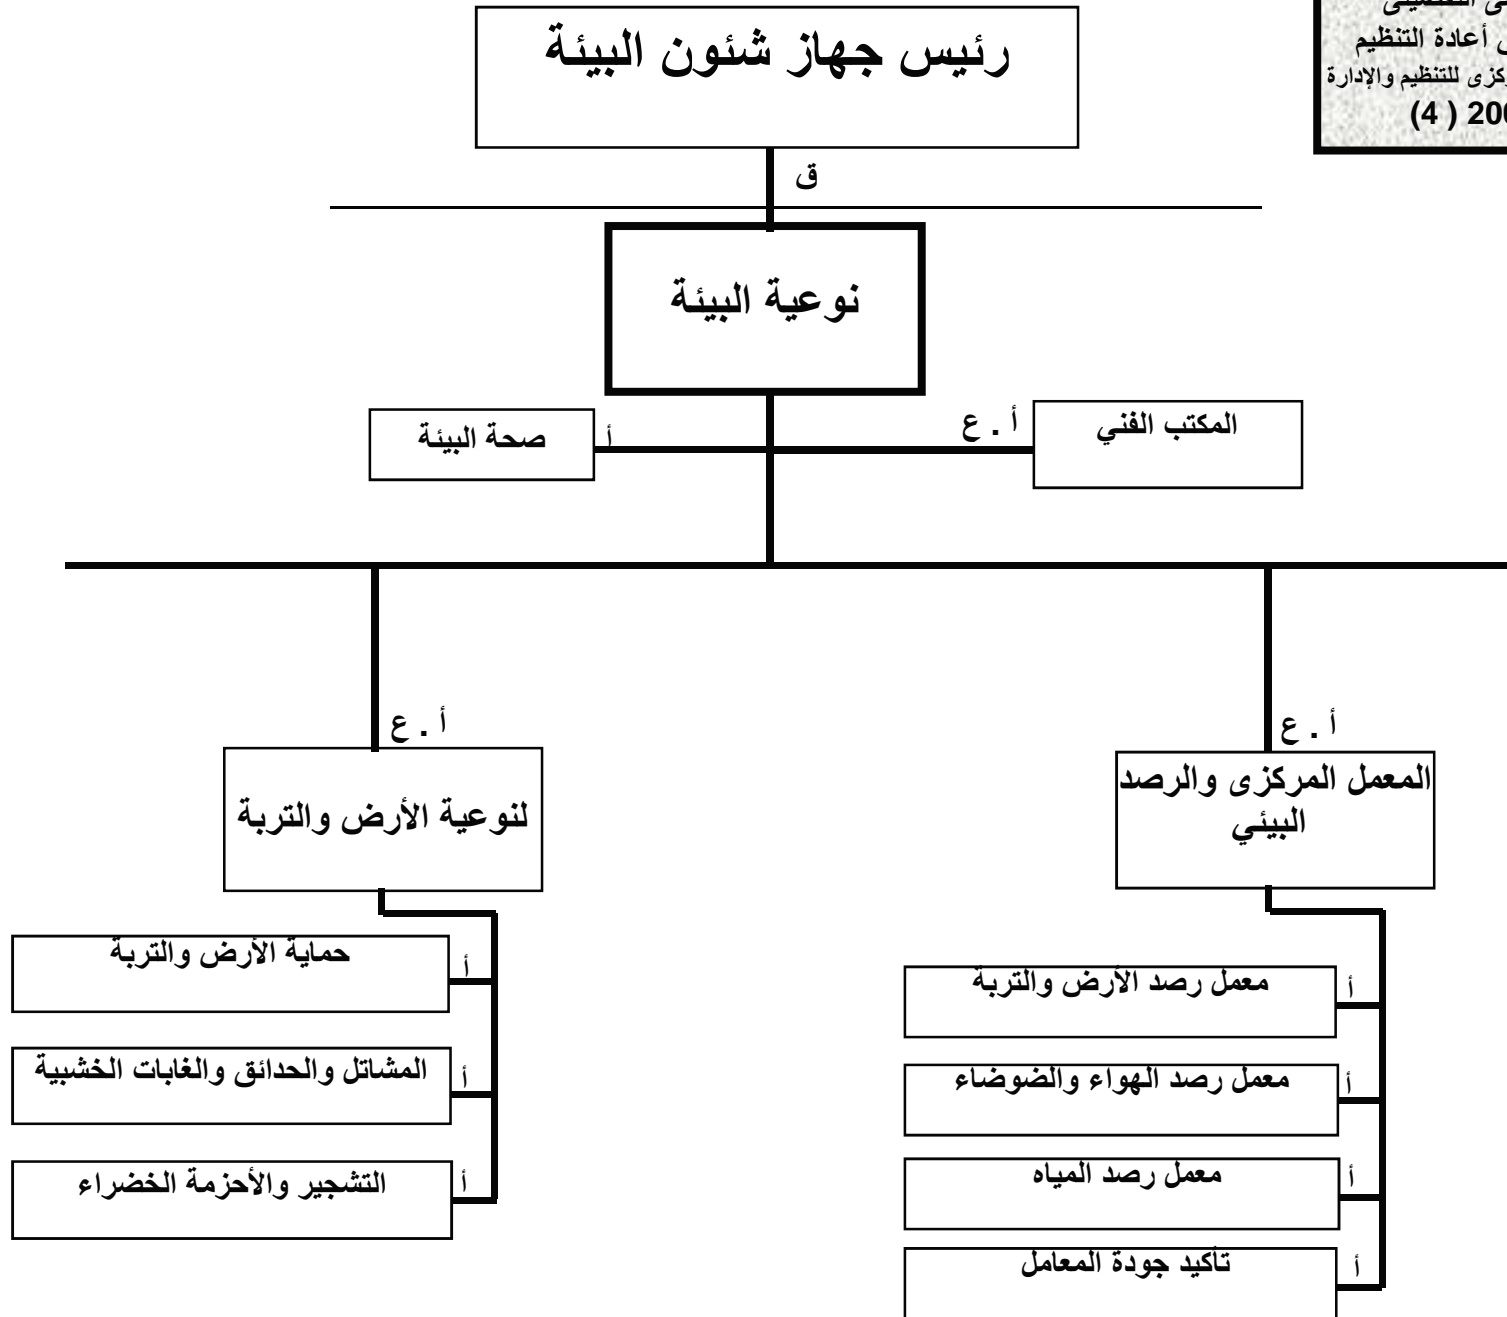 التفصيلى
أعادة التنظيم
للتنظيم والإدارة
(4 )
رئيس جهاز شئون البيئة
ق
نوعية البيئة
المكتب الفني
أ . ع
أ
صحة البيئة
أ . ع
المعمل المركزى والرصد
البيئي
أ
معمل رصد الأرض والتربة
أ
معمل رصد الهواء والضوضاء
أ
معمل رصد المياه
أ
تأكيد جودة المعامل
أ . ع
لنوعية الأرض والتربة
أ
حماية الأرض والتربة
أ
المشاتل والحدائق والغابات الخشبية
أ
التشجير والأحزمة الخضراء